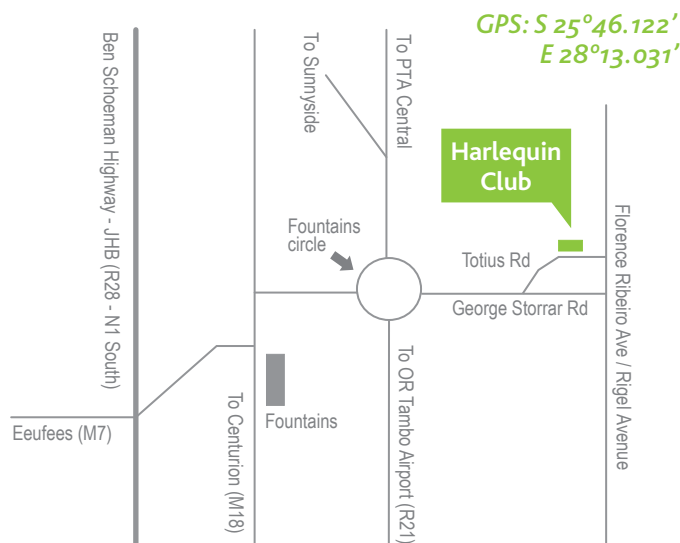 GPS: S 25°46.122’
E 28°13.031’
Ben Schoeman Highway - JHB (R28 - N1 South)
To Sunnyside
To PTA Central
Harlequin
Club
Fountains
circle
Totius Rd
George Storrar Rd
Florence Ribeiro Ave / Rigel Avenue
Eeufees (M7)
To Centurion (M18)
Fountains
To OR Tambo Airport (R21)